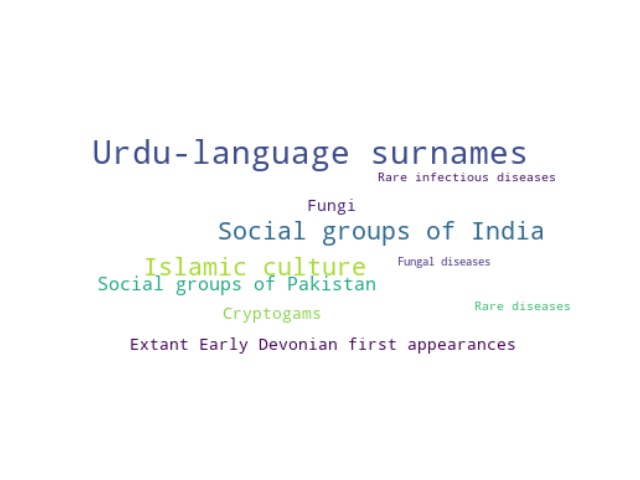 Urdu-language surnames
Rare infectious diseases
Fungi
Social groups of India
Islamic culture
Fungal diseases
Social groups of Pakistan
Rare diseases
Cryptogams
Extant Early Devonian first appearances